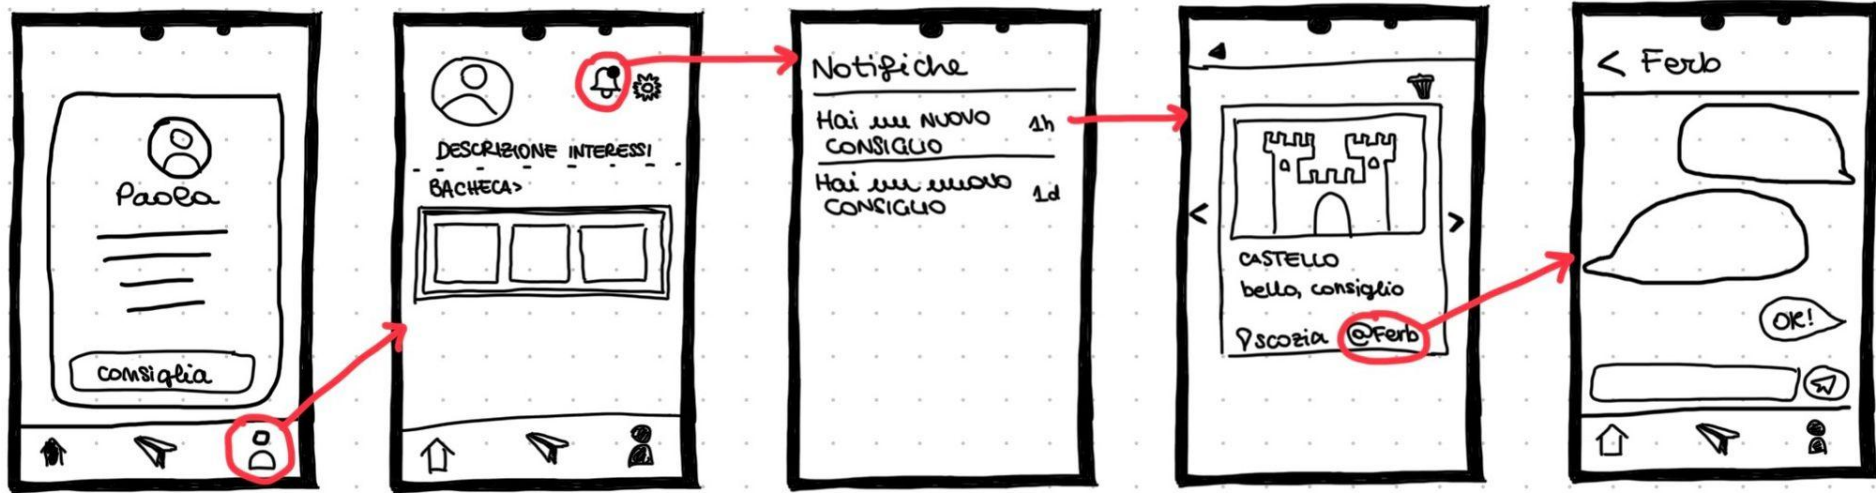 Paola
consiglia
DESCRIZIONE INTERESSI
BACHECA>
Notifiche
Hai un NUOVO 1h
CONSIGLIO
Hai un nuovo 1d
CONSIGLIO
CASTELLO
bello, consiglio
scozia @Ferb
< Ferb
OK!